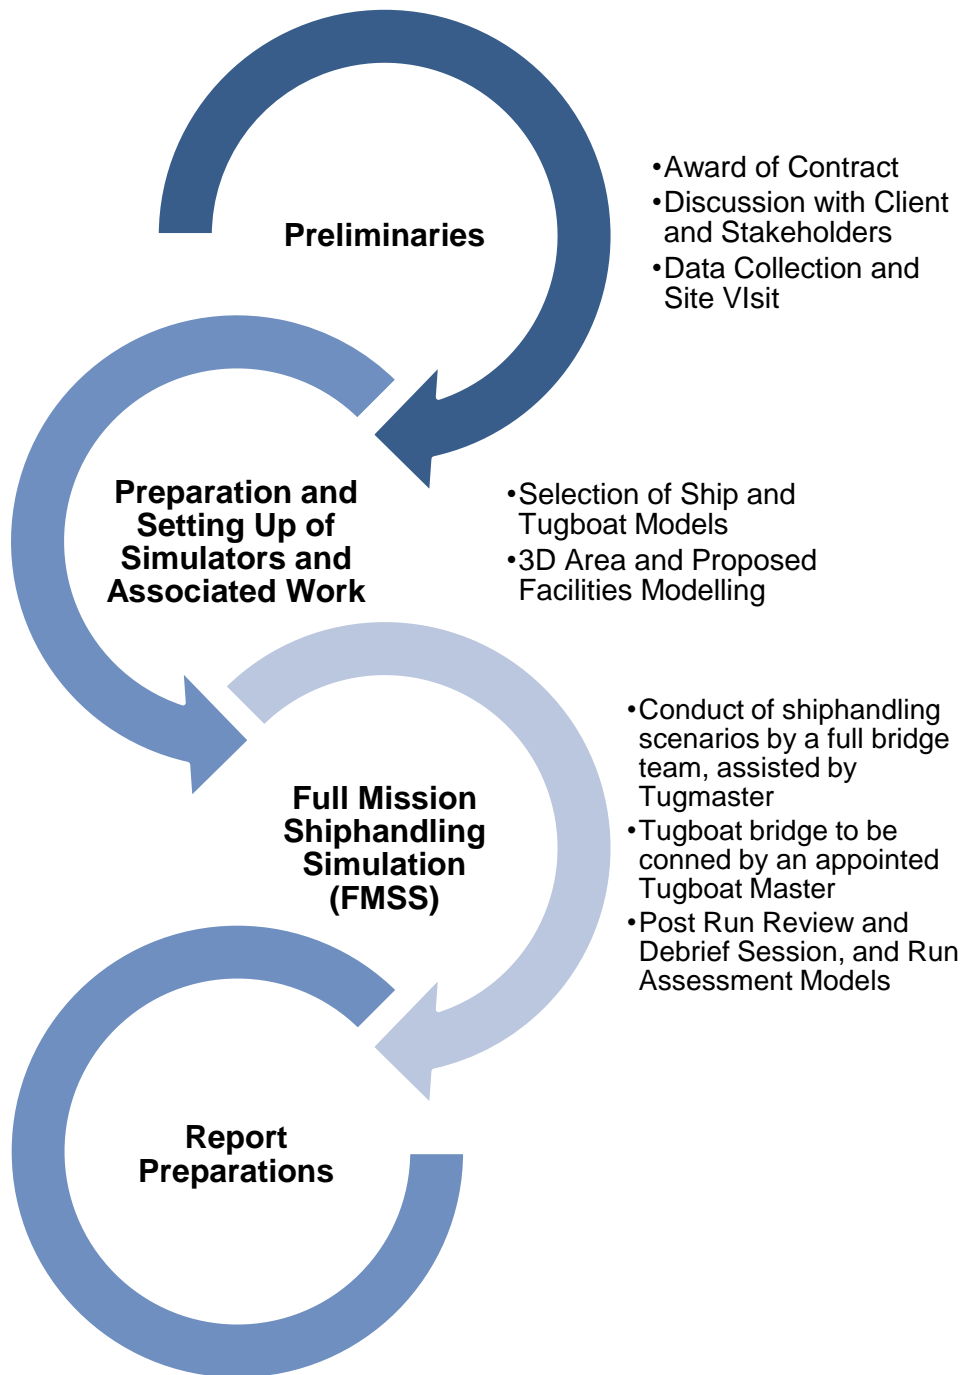 Preliminaries
•Award of Contract
•Discussion with Client
and Stakeholders
•Data Collection and
Site VIsit
Preparation and
Setting Up of
Simulators and
Associated Work
•Selection of Ship and
Tugboat Models
•3D Area and Proposed
Facilities Modelling
Full Mission
Shiphandling
Simulation
(FMSS)
•Conduct of shiphandling
scenarios by a full bridge
team, assisted by
Tugmaster
•Tugboat bridge to be
conned by an appointed
Tugboat Master
•Post Run Review and
Debrief Session, and Run
Assessment Models
Report
Preparations